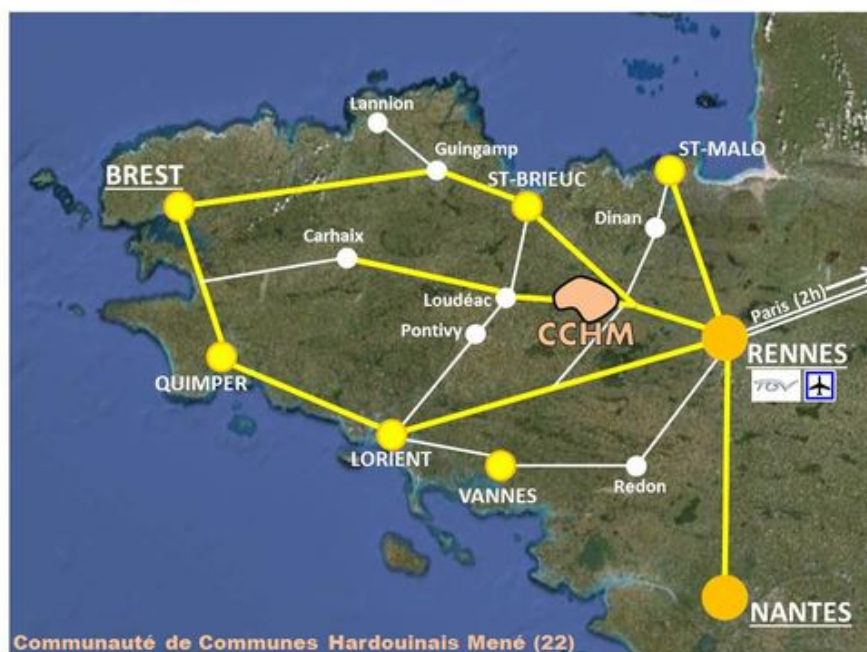 Lannion
Guingamp
ST-MALO
BREST
ST-BRIEUC
Dinan
Carhaix
Loudéac
Paris (2h)
CCHM
Pontivy
RENNES
QUIMPER
TGV
LORIENT
VANNES
Redon
NANTES
Communauté de Communes Hardouinais Mené (22)